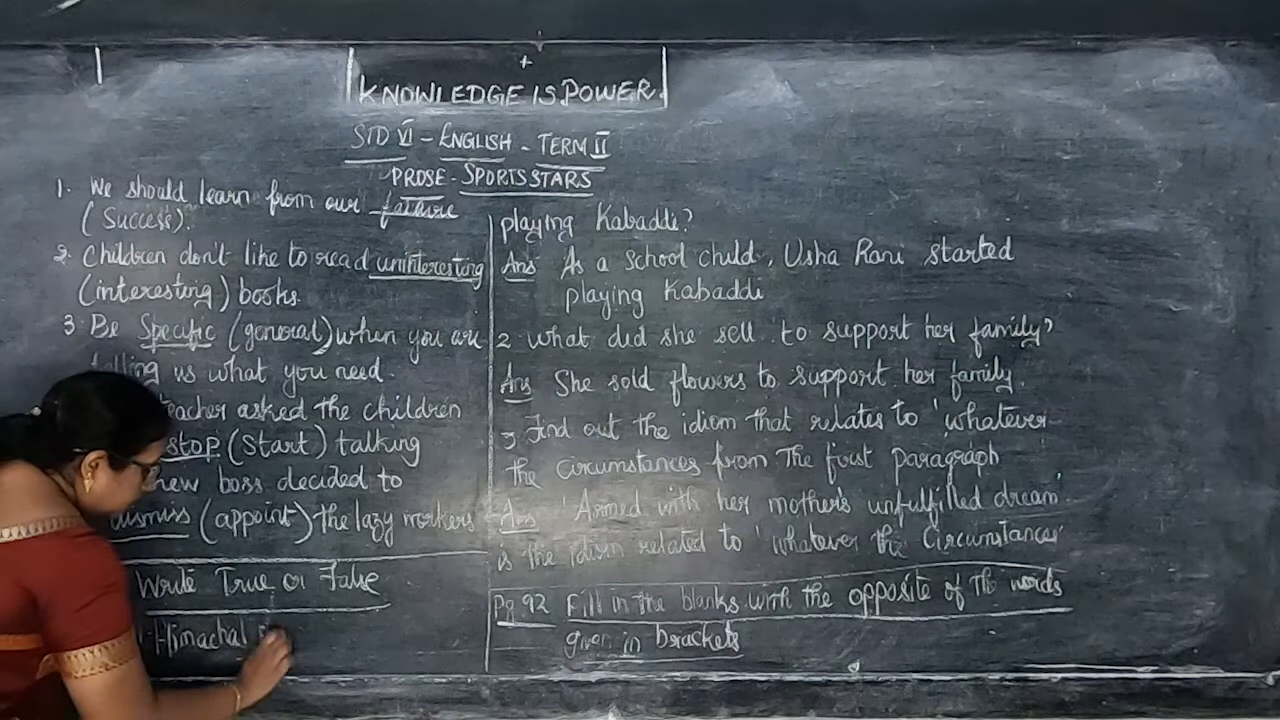 KNOWLEDGE IS POWER.
STD VI - ENGLISH - TERM II
PROSE - SPORTS STARS
1. We should learn from our failure
(Success).
2. Children don't like to read uninteresting
(interesting) books.
3. Be Specific (general) when you are
us what you need.
teacher asked the children
stop (Start) talking
new boss decided to
dismiss (appoint) the lazy workers
Write True or False
Himachal
playing Kabaddi?
Ans As a School child, Usha Rani started
playing Kabaddi
2. What did she sell to support her family?
Ans She sold flowers to support her family.
3. Find out the idiom that relates to 'whatever
the circumstances from The first paragraph
Ans 'Armed with her mother's unfulfilled dream'
is the idiom related to 'whatever the Circumstances'
Pg 92 Fill in the blanks with the opposite of the words
given in brackets